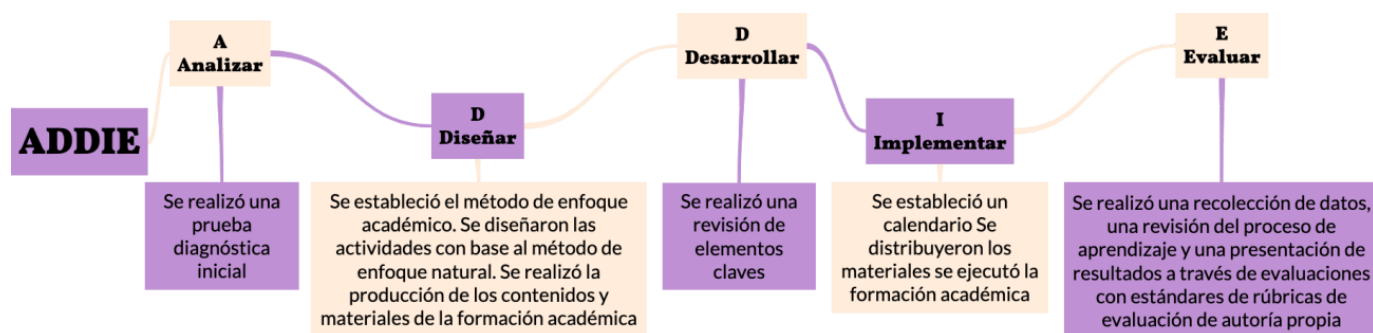 ADDIE
A
Analizar
Se realizó una
prueba
diagnóstica
inicial
D
Diseñar
Se estableció el método de enfoque
académico. Se diseñaron las
actividades con base al método de
enfoque natural. Se realizó la
producción de los contenidos y
materiales de la formación académica
D
Desarrollar
Se realizó una
revisión de
elementos
claves
I
Implementar
Se estableció un
calendario Se
distribuyeron los
materiales se ejecutó la
formación académica
E
Evaluar
Se realizó una recolección de datos,
una revisión del proceso de
aprendizaje y una presentación de
resultados a través de evaluaciones
con estándares de rúbricas de
evaluación de autoría propia